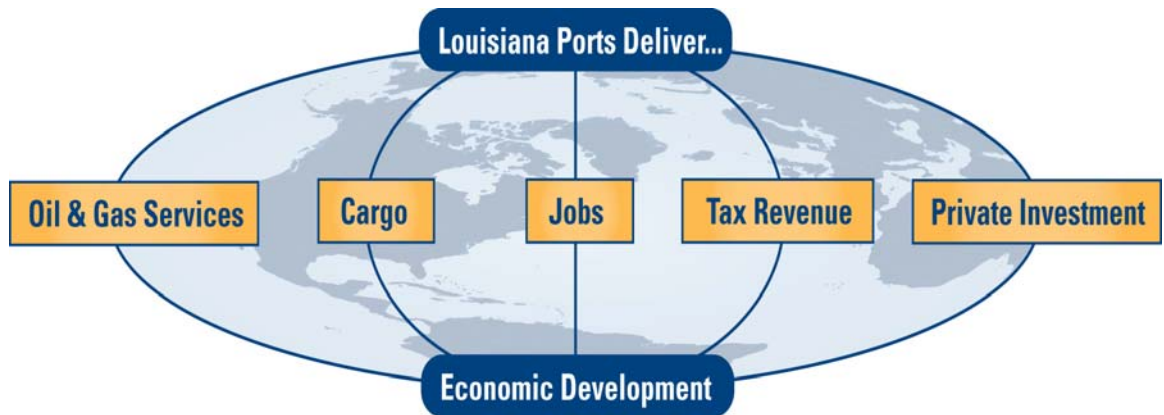 Louisiana Ports Deliver...
Oil & Gas Services
Cargo
Jobs
Tax Revenue
Private Investment
Economic Development